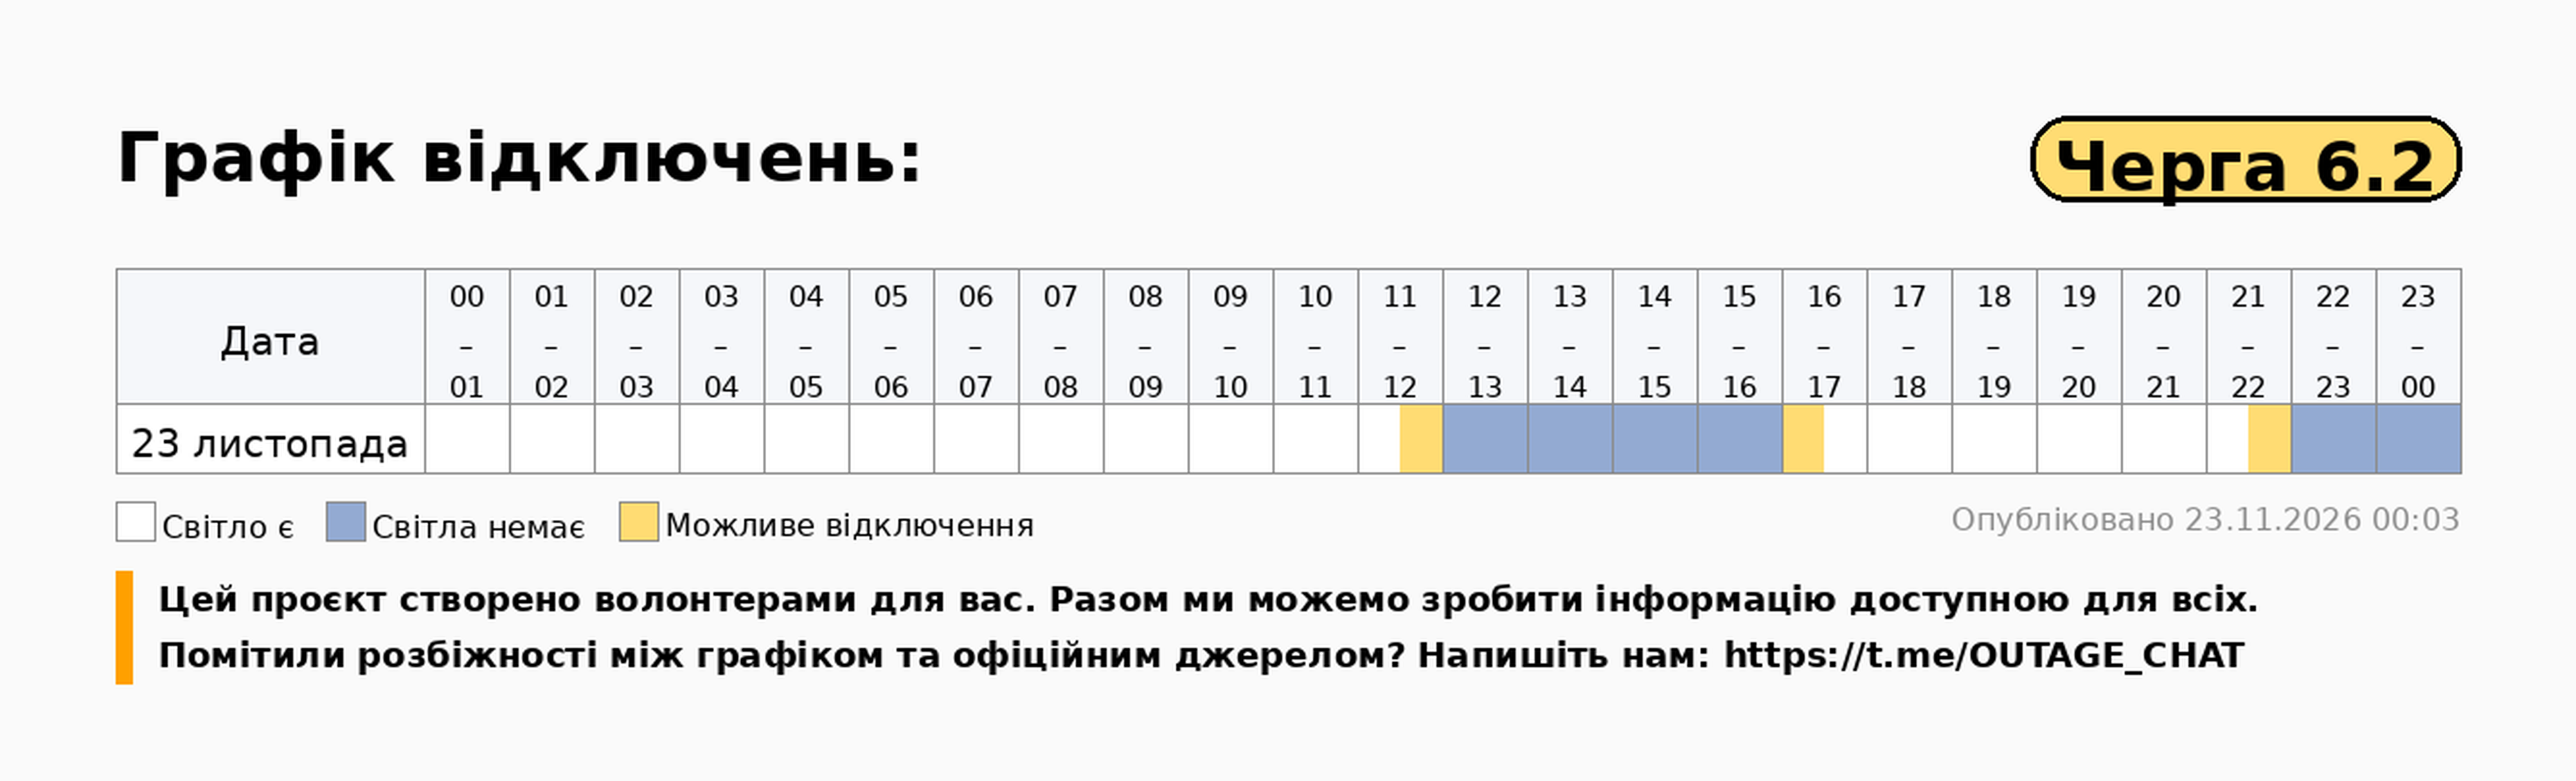 Графік відключень:
Черга 6.2
Дата
00 – 01
01 – 02
02 – 03
03 – 04
04 – 05
05 – 06
06 – 07
07 – 08
08 – 09
09 – 10
10 – 11
11 – 12
12 – 13
13 – 14
14 – 15
15 – 16
16 – 17
17 – 18
18 – 19
19 – 20
20 – 21
21 – 22
22 – 23
23 – 00
23 листопада
Світло є
Світла немає
Можливе відключення
Опубліковано 23.11.2026 00:03
Цей проєкт створено волонтерами для вас. Разом ми можемо зробити інформацію доступною для всіх.
Помітили розбіжності між графіком та офіційним джерелом? Напишіть нам: https://t.me/OUTAGE_CHAT